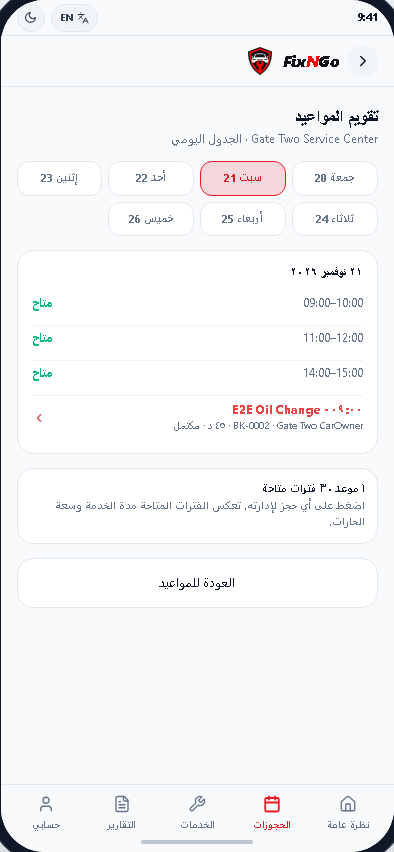 9:41
EN
FixNGo
تقويم المواعيد
Gate Two Service Center · الجدول اليومي
جمعة 20
سبت 21
أحد 22
إثنين 23
ثلاثاء 24
أربعاء 25
خميس 26
٢١ نوفمبر ٢٠٢٦
09:00–10:00 متاح
11:00–12:00 متاح
14:00–15:00 متاح
٠٩:٠٠ · E2E Oil Change
BK-0002 · Gate Two CarOwner · ٤٥ د · مكتمل
١ موعد · ٣ فترات متاحة
اضغط على أي حجز لإدارته. تعكس الفترات المتاحة مدة الخدمة وسعة
الحارات.
العودة للمواعيد
نظرة عامة
الحجوزات
الخدمات
التقارير
حسابي